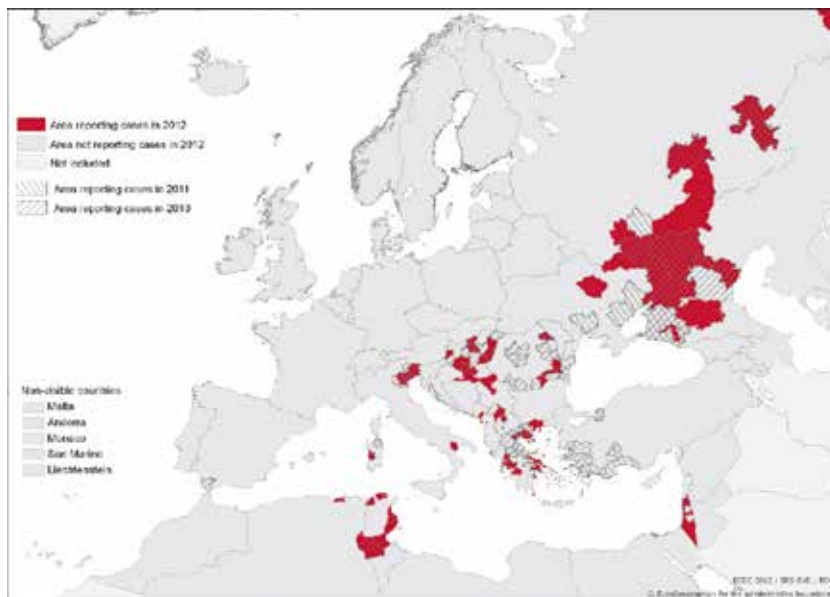 Area reporting cases in 2012
Area not reporting cases in 2012
Not included
Area reporting cases in 2011
Area reporting cases in 2010
Non-visible countries
Malta
Andorra
Monaco
San Marino
Liechtenstein